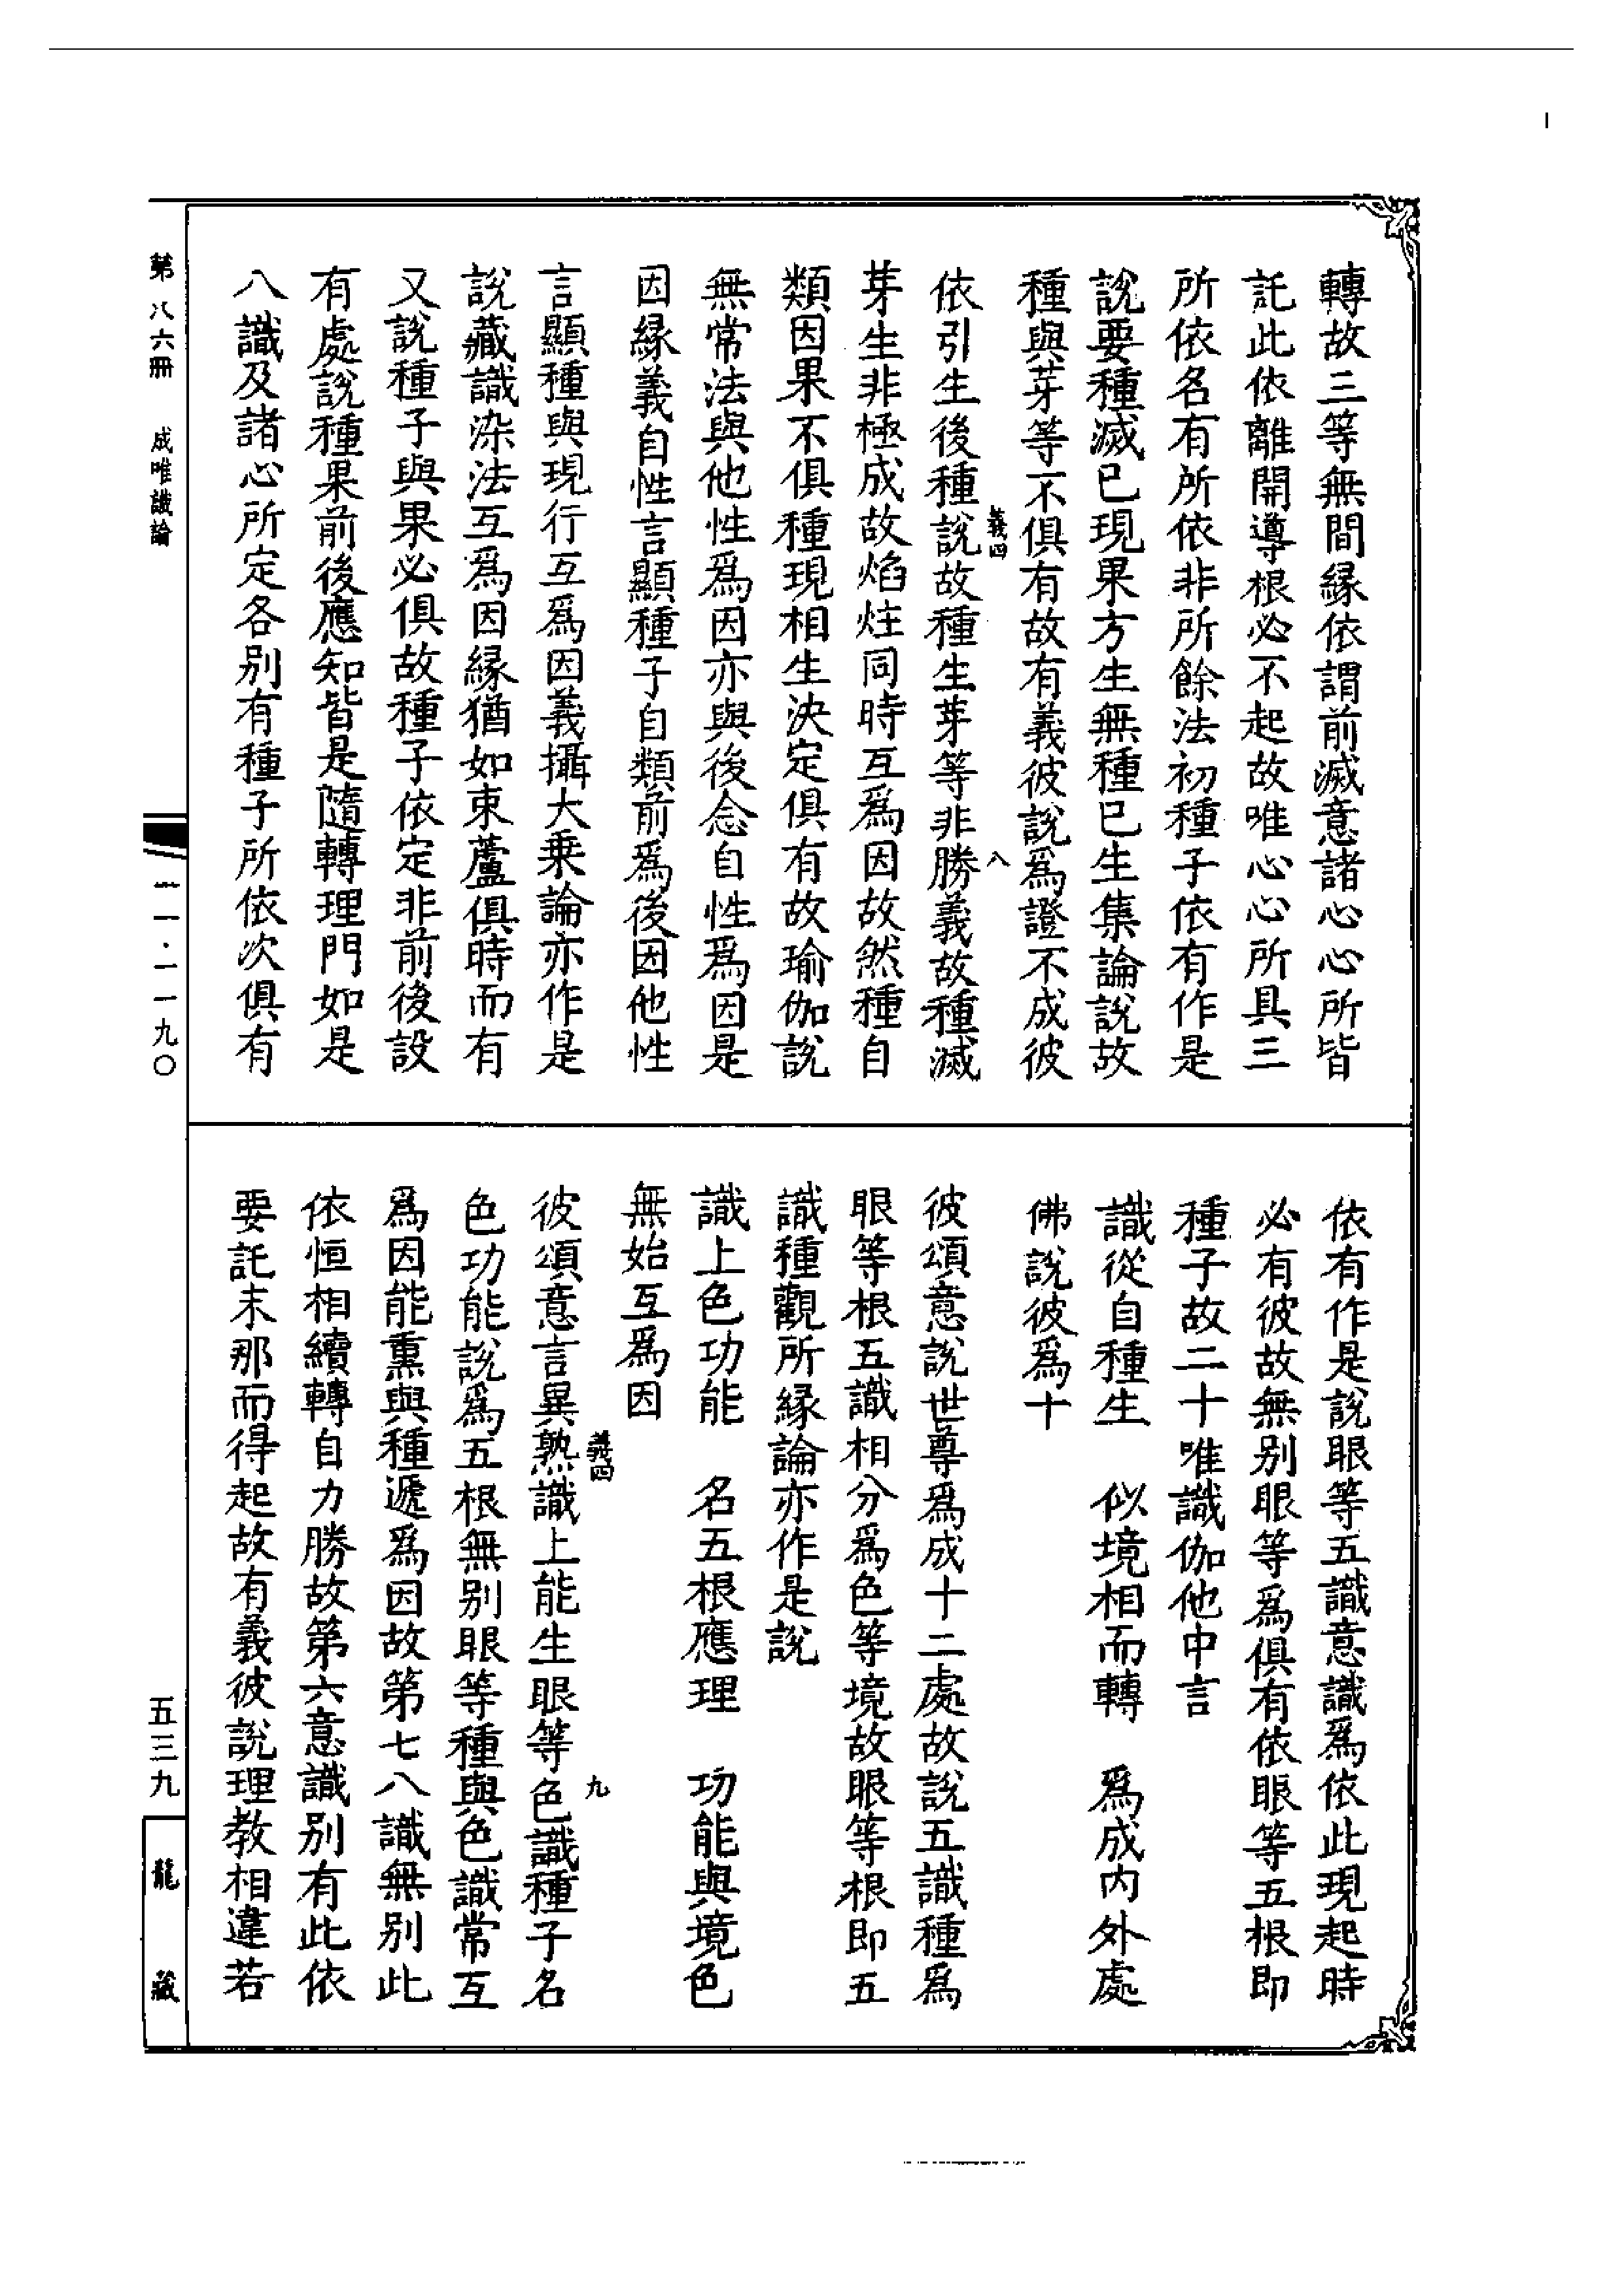 轉故三等無間縁依謂前滅意諸心心所皆
託此依離開導根必不起故唯心心所具三
所依名有所依非所餘法初種子依有作是
說要種滅已現果方生無種已生集論說故
種與芽等不俱有故有義彼說爲證不成彼
義四
八
依引生後種說故種生芽等非勝義故種滅
芽生非極成故焰炷同時互爲因故然種自
類因果不俱種現相生決定俱有故瑜伽說
無常法與他性爲因亦與後念自性爲因是
因縁義自性言顯種子自類前爲後因他性
言顯種與現行互爲因義攝大乗論亦作是
說藏識染法互爲因縁猶如束蘆俱時而有
又說種子與果必俱故種子依定非前後設
有處說種果前後應知皆是隨轉理門如是
八識及諸心所定各别有種子所依次俱有
依有作是說眼等五識意識爲依此現起時
必有彼故無别眼等爲俱有依眼等五根即
種子故二十唯識伽他中言
識從自種生　似境相而轉　爲成内外處
佛說彼爲十
彼頌意說世尊爲成十二處故說五識種爲
眼等根五識相分爲色等境故眼等根即五
識種觀所縁論亦作是說
識上色功能　名五根應理　功能與境色
無始互爲因
義四
九
彼頌意言異熟識上能生眼等色識種子名
色功能說爲五根無别眼等種與色識常互
爲因能熏與種遞爲因故第七八識無别此
依恒相續轉自力勝故第六意識别有此依
要託末那而得起故有義彼說理教相違若
第八六冊　成唯識論
一一·一一九〇
五三九
龍藏